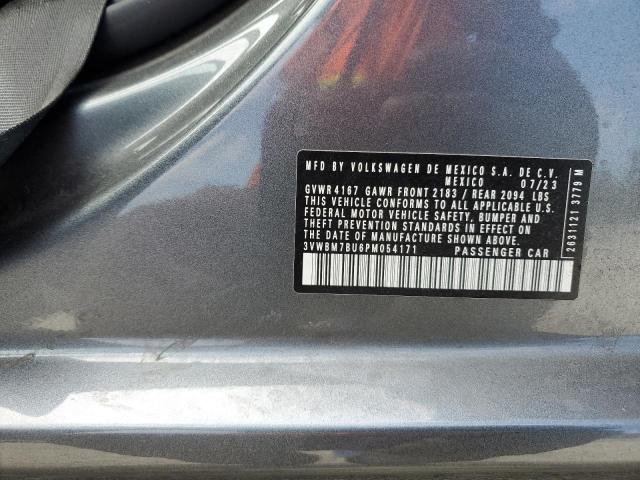 MFD BY VOLKSWAGEN DE MEXICO S.A. DE C.V.
MEXICO 07/23
GVWR 4167 GAWR FRONT 2183 / REAR 2094 LBS
THIS VEHICLE CONFORMS TO ALL APPLICABLE U.S.
FEDERAL MOTOR VEHICLE SAFETY, BUMPER AND
THEFT PREVENTION STANDARDS IN EFFECT ON THE
DATE OF MANUFACTURE SHOWN ABOVE.
3VWBM7BU6PM054171 PASSENGER CAR
2631121 3779 M